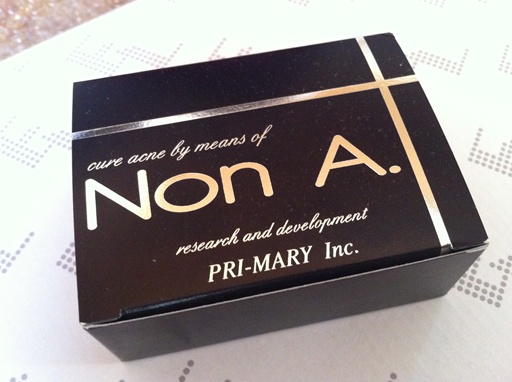 cure acne by means of
Non A.
research and development
PRI-MARY Inc.